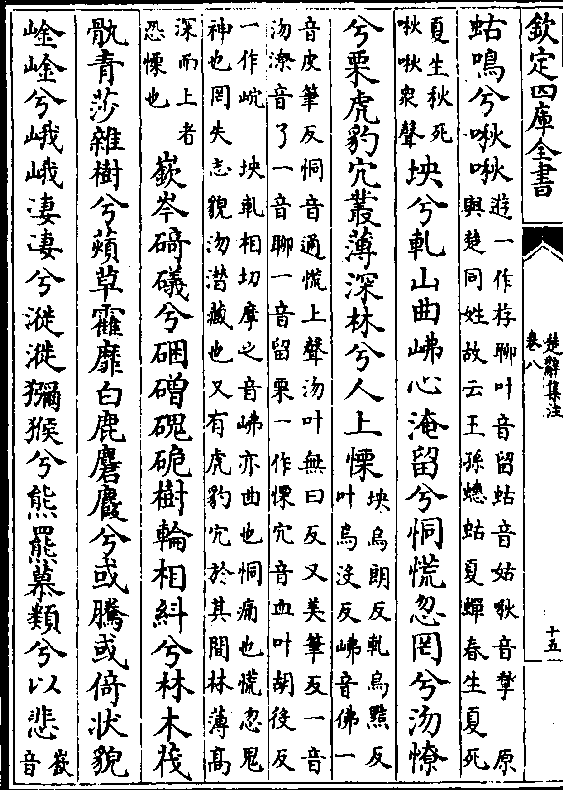 欽定四庫全書
楚辭集注
卷八
十五
蛄鳴兮啾啾
遊一作㳺聊叶音留蛄音姑啾音揫　原
與楚同姓故云王孫蟪蛄夏蟬春生夏死
夏生秋死
啾啾衆聲
坱兮軋山曲岪心淹留兮恫慌忽罔兮沕憭
兮栗虎豹穴叢薄深林兮人上慄
坱烏朗反軋烏黠反
叶烏没反岪音佛一
音皮筆反恫音通慌上聲沕叶無曰反又美筆反一音
沕潦音了一音聊一音留栗一作慄穴音血叶胡役反
一作岤　坱軋相切摩之音岪亦曲也恫痛也慌忽鬼
神也罔失志貌沕潜藏也又有虎豹穴於其間林薄高
深而上者
恐慄也
嶔岑碕礒兮硱磳磈硊樹輪相糾兮林木茷
骫青莎雜樹兮薠草靃靡白鹿麏麚兮或騰或倚狀貌
崯崯兮峨峨淒淒兮漇漇獼猴兮熊羆慕類兮以悲
嶔
音